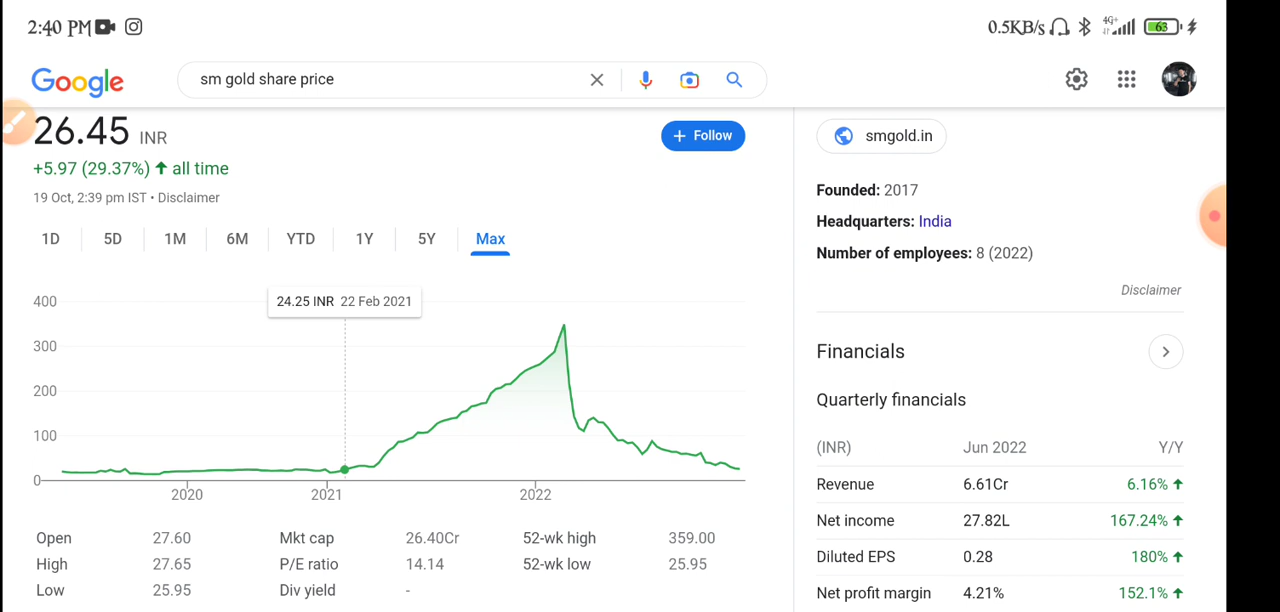 2:40 PM
0.5KB/s 4G+ 63
Google
sm gold share price
26.45 INR
+ Follow
+5.97 (29.37%) ↑ all time
19 Oct, 2:39 pm IST • Disclaimer
1D 5D 1M 6M YTD 1Y 5Y Max
24.25 INR 22 Feb 2021
400
300
200
100
0
2020 2021 2022
Open 27.60 Mkt cap 26.40Cr 52-wk high 359.00
High 27.65 P/E ratio 14.14 52-wk low 25.95
Low 25.95 Div yield -
smgold.in
Founded: 2017
Headquarters: India
Number of employees: 8 (2022)
Disclaimer
Financials
Quarterly financials
(INR) Jun 2022 Y/Y
Revenue 6.61Cr 6.16% ↑
Net income 27.82L 167.24% ↑
Diluted EPS 0.28 180% ↑
Net profit margin 4.21% 152.1% ↑